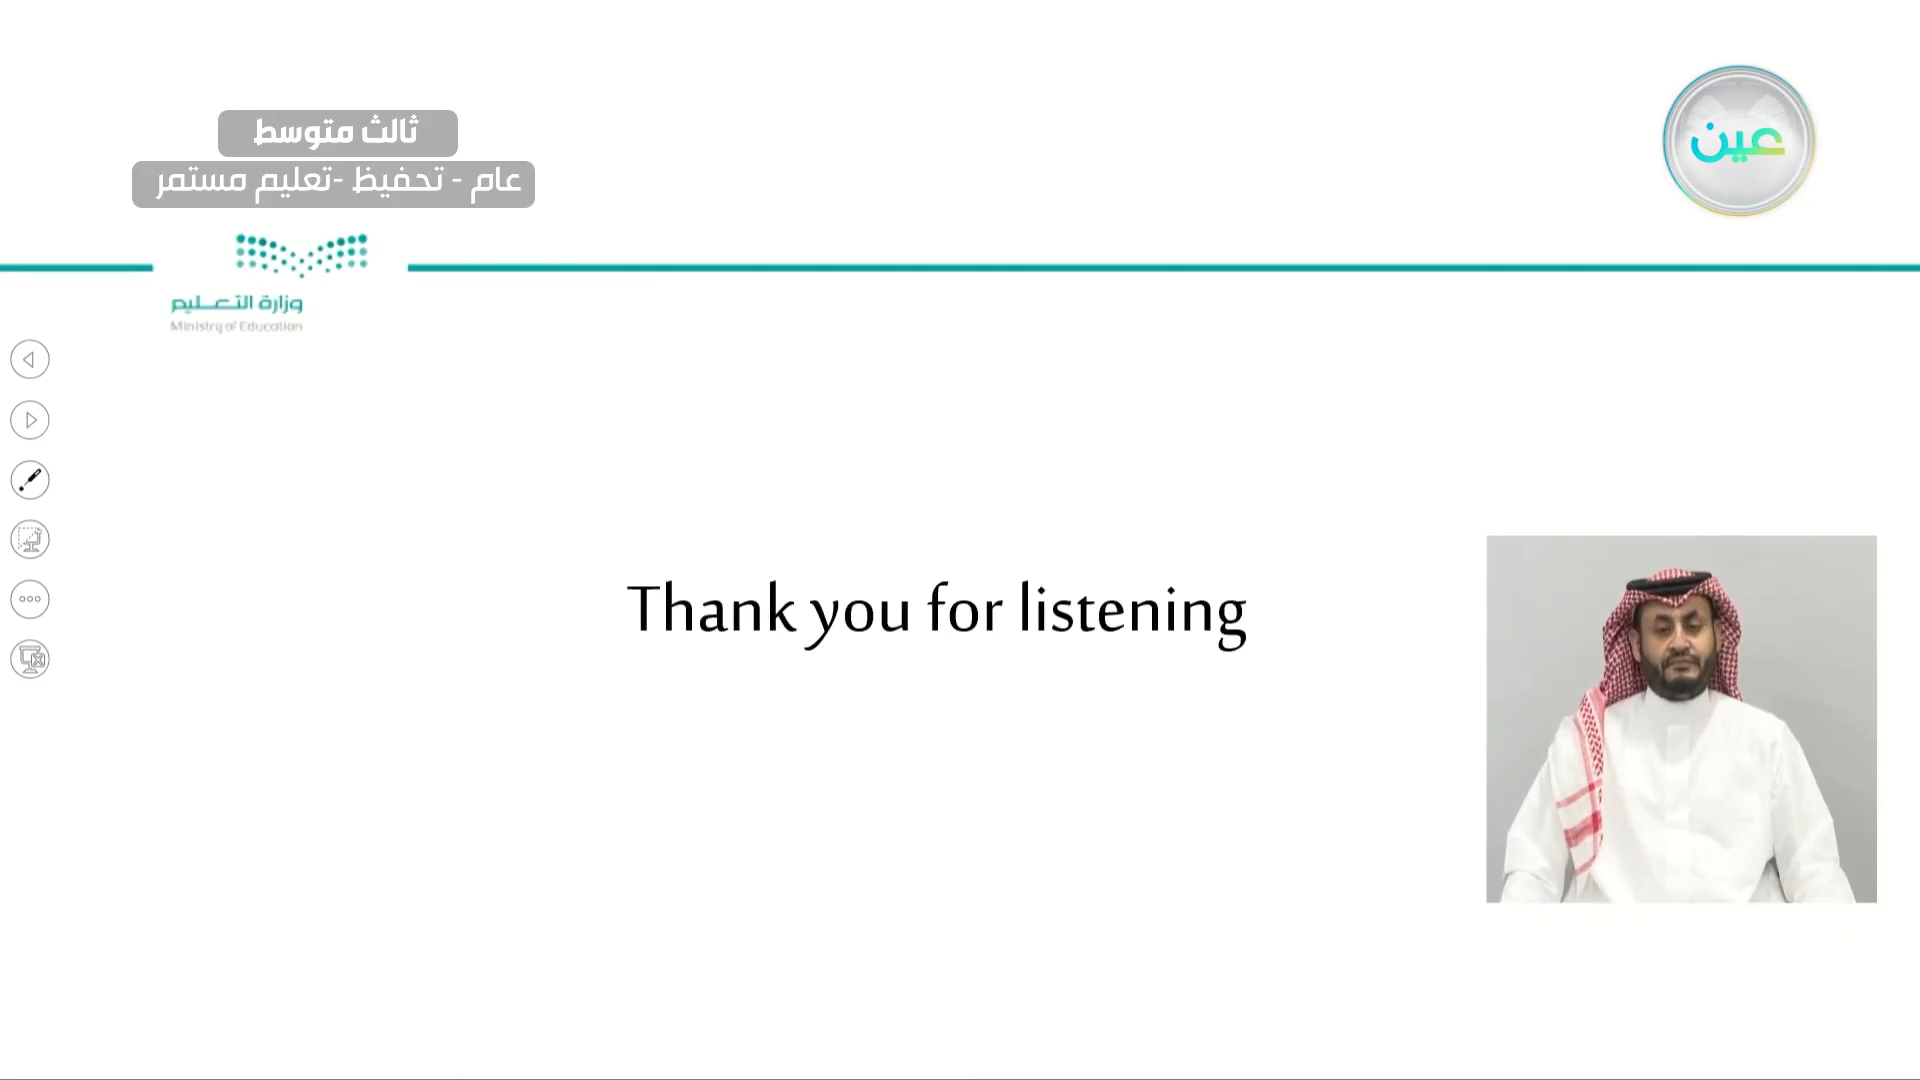 ثالث متوسط
عام - تحفيظ -تعليم مستمر
عين
وزارة التعليم
Ministry of Education
Thank you for listening